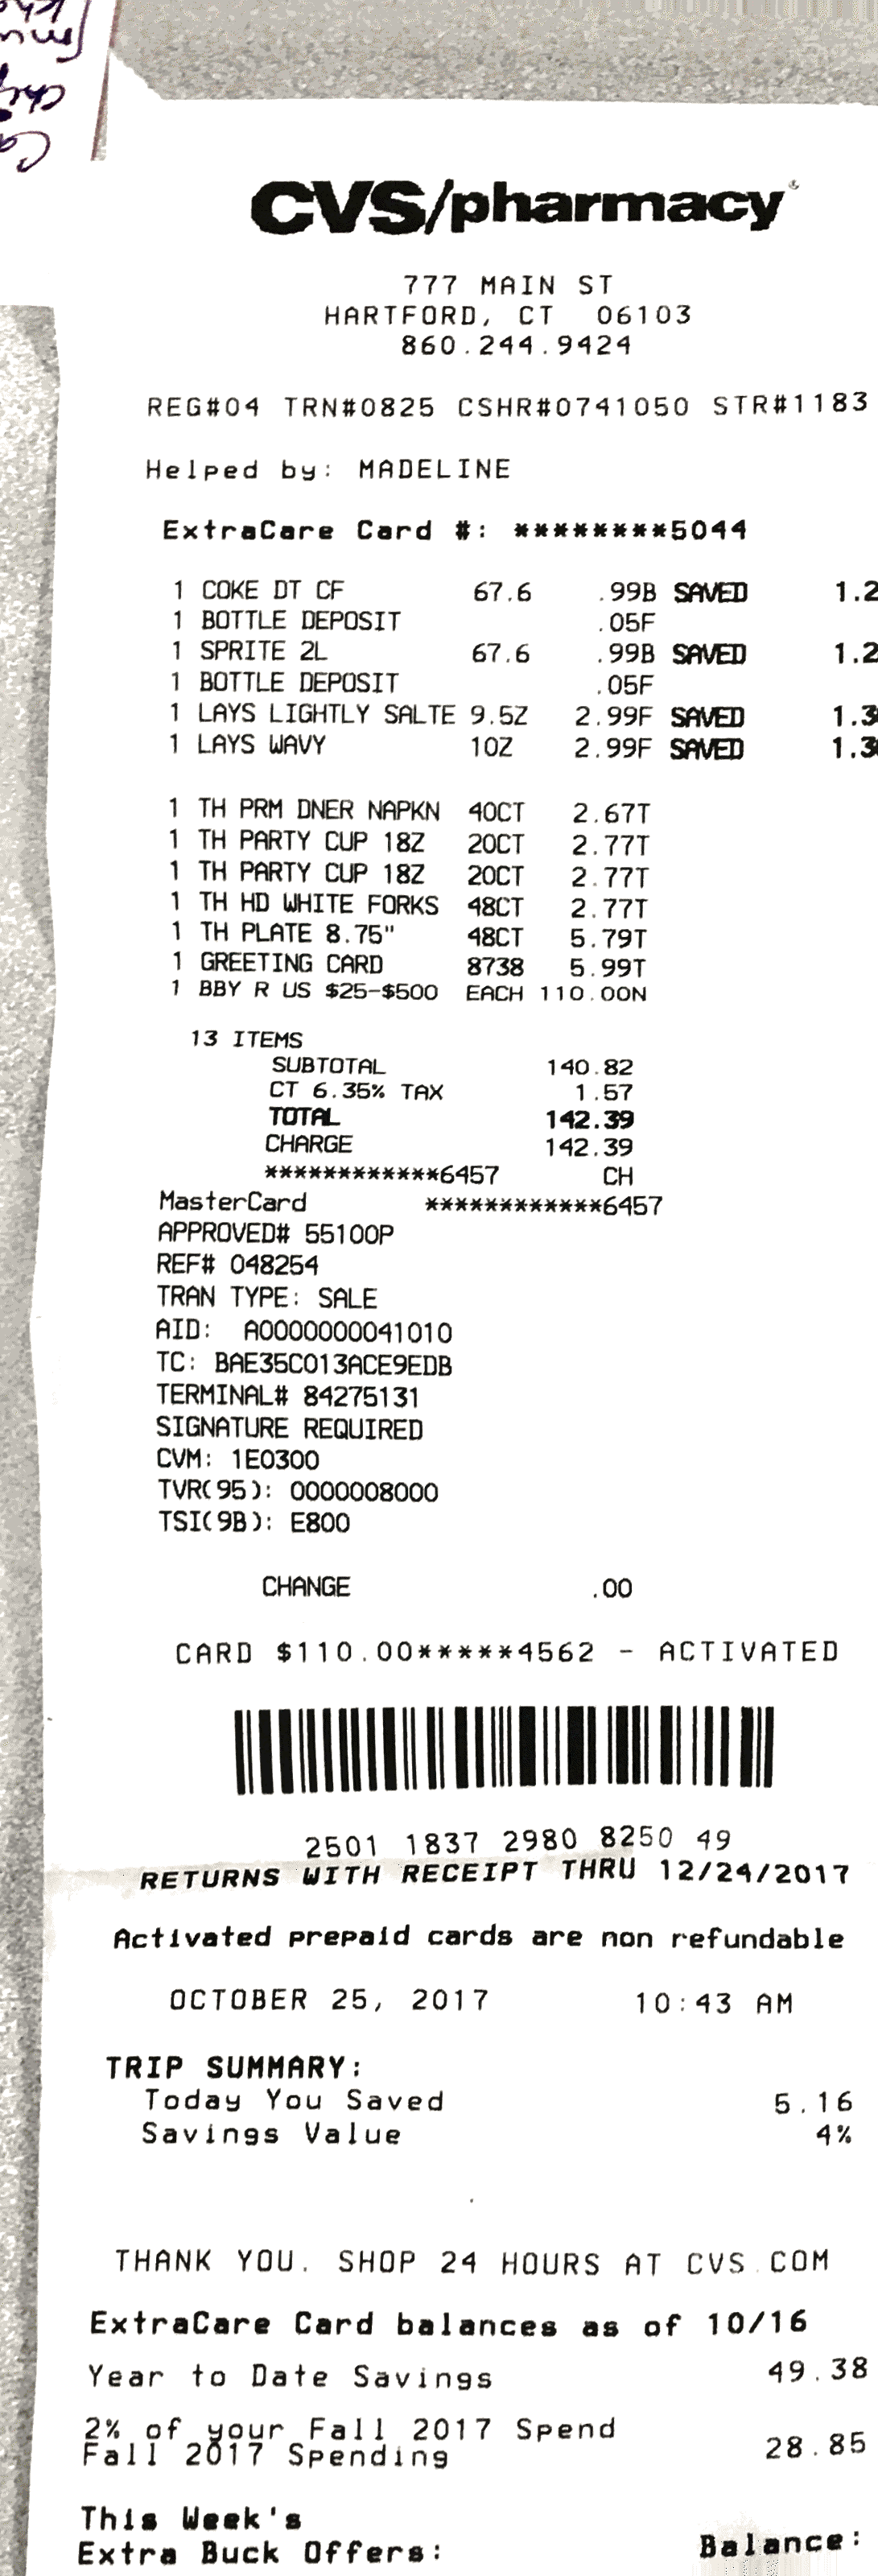 CVS/pharmacy
777 MAIN ST
HARTFORD, CT 06103
860.244.9424
REG#04 TRN#0825 CSHR#0741050 STR#1183
Helped by: MADELINE
ExtraCare Card #: ********5044
1 COKE DT CF 67.6 .99B SAVED 1.2
1 BOTTLE DEPOSIT .05F
1 SPRITE 2L 67.6 .99B SAVED 1.2
1 BOTTLE DEPOSIT .05F
1 LAYS LIGHTLY SALTE 9.5Z 2.99F SAVED 1.3
1 LAYS WAVY 10Z 2.99F SAVED 1.3
1 TH PRM DNER NAPKN 40CT 2.67T
1 TH PARTY CUP 18Z 20CT 2.77T
1 TH PARTY CUP 18Z 20CT 2.77T
1 TH HD WHITE FORKS 48CT 2.77T
1 TH PLATE 8.75" 48CT 5.79T
1 GREETING CARD 8738 5.99T
1 BBY R US $25-$500 EACH 110.00N
13 ITEMS
SUBTOTAL 140.82
CT 6.35% TAX 1.57
TOTAL 142.39
CHARGE 142.39
************6457 CH
MasterCard ************6457
APPROVED# 55100P
REF# 048254
TRAN TYPE: SALE
AID: A0000000041010
TC: BAE35C013ACE9EDB
TERMINAL# 84275131
SIGNATURE REQUIRED
CVM: 1E0300
TVR(95): 0000008000
TSI(9B): E800
CHANGE .00
CARD $110.00*****4562 - ACTIVATED
2501 1837 2980 8250 49
RETURNS WITH RECEIPT THRU 12/24/2017
Activated prepaid cards are non refundable
OCTOBER 25, 2017 10:43 AM
TRIP SUMMARY:
Today You Saved 5.16
Savings Value 4%
THANK YOU. SHOP 24 HOURS AT CVS.COM
ExtraCare Card balances as of 10/16
Year to Date Savings 49.38
2% of your Fall 2017 Spend
Fall 2017 Spending 28.85
This Week's
Extra Buck Offers: Balance: